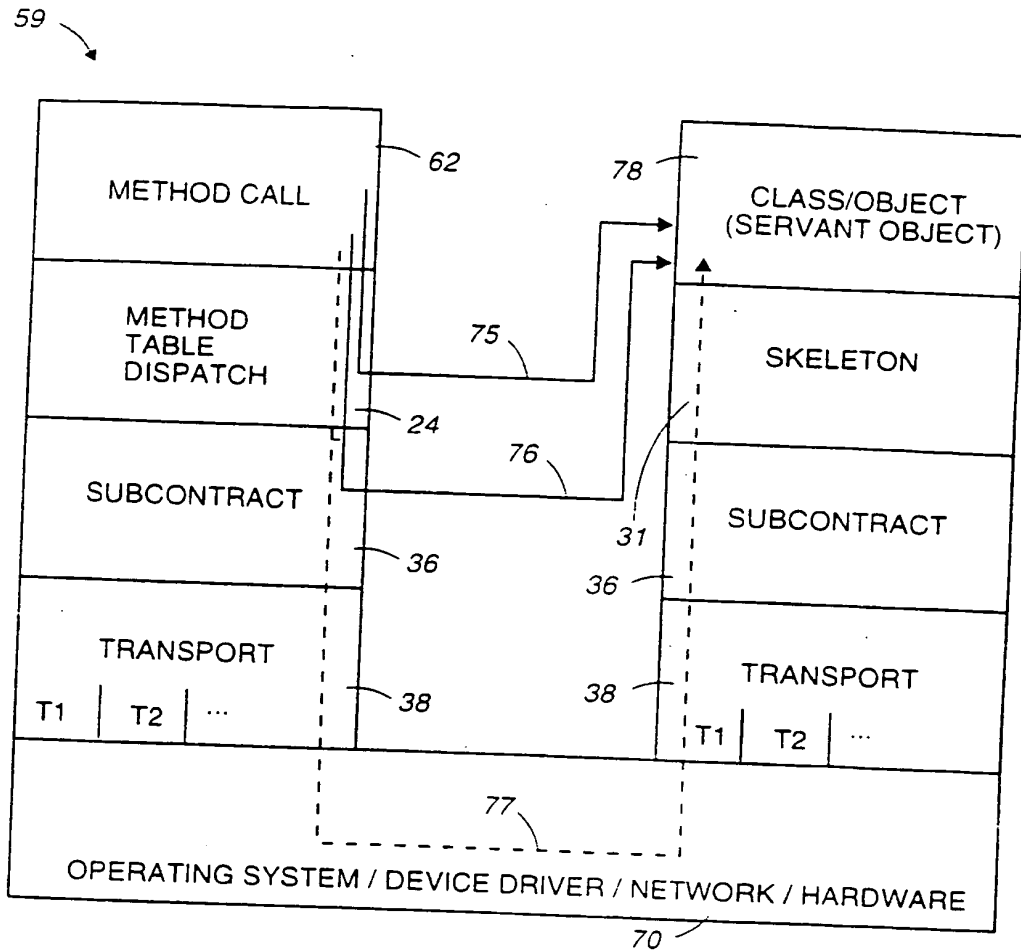 59
62
METHOD CALL
78
CLASS/OBJECT
(SERVANT OBJECT)
METHOD
TABLE
DISPATCH
75
SKELETON
24
76
31
SUBCONTRACT
SUBCONTRACT
36
36
TRANSPORT
TRANSPORT
38
38
T1
T2
...
T1
T2
...
77
OPERATING SYSTEM / DEVICE DRIVER / NETWORK / HARDWARE
70